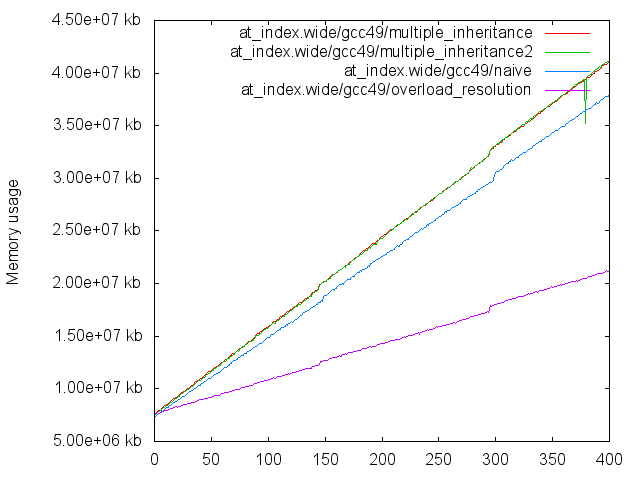 4.50e+07 kb
4.00e+07 kb
3.50e+07 kb
3.00e+07 kb
2.50e+07 kb
2.00e+07 kb
1.50e+07 kb
1.00e+07 kb
5.00e+06 kb
Memory usage
at_index.wide/gcc49/multiple_inheritance
at_index.wide/gcc49/multiple_inheritance2
at_index.wide/gcc49/naive
at_index.wide/gcc49/overload_resolution
0 50 100 150 200 250 300 350 400